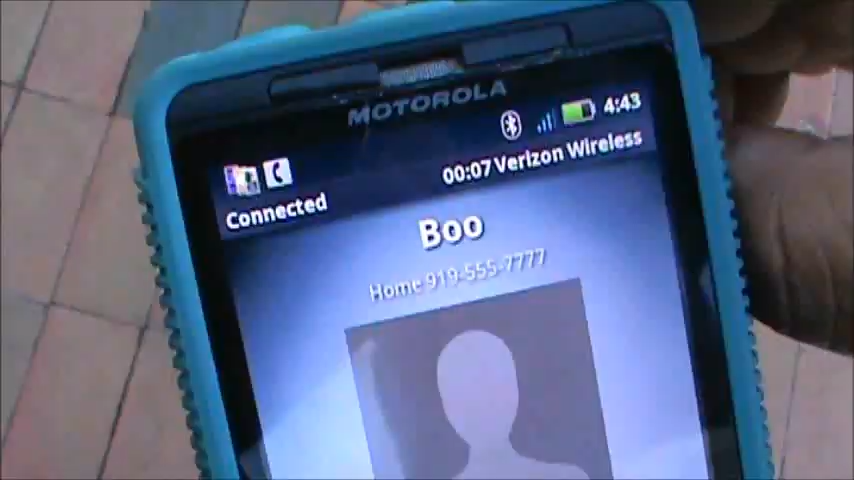 MOTOROLA
4:43
Connected 00:07 Verizon Wireless
Boo
Home 919-555-7777